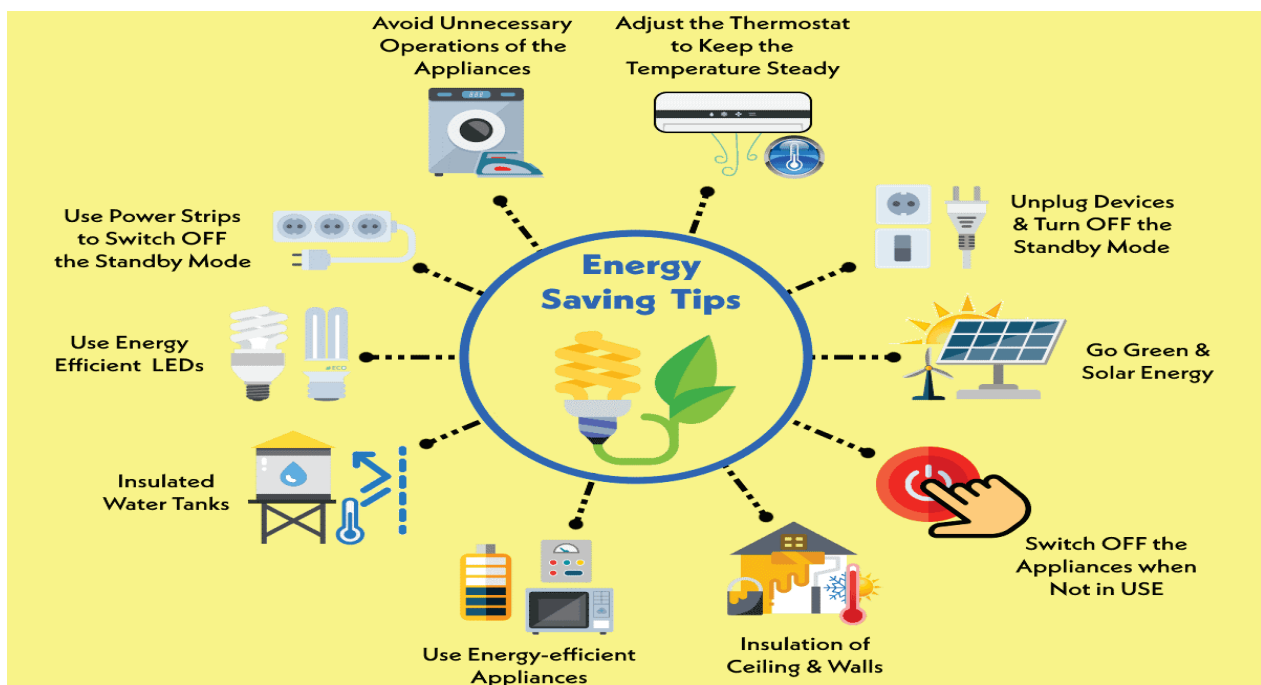 Avoid Unnecessary
Operations of the
Appliances
Adjust the Thermostat
to Keep the
Temperature Steady
Use Power Strips
to Switch OFF
the Standby Mode
Unplug Devices
& Turn OFF the
Standby Mode
Energy
Saving Tips
Use Energy
Efficient LEDs
ECO
Go Green &
Solar Energy
Insulated
Water Tanks
Switch OFF the
Appliances when
Not in USE
Use Energy-efficient
Appliances
Insulation of
Ceiling & Walls